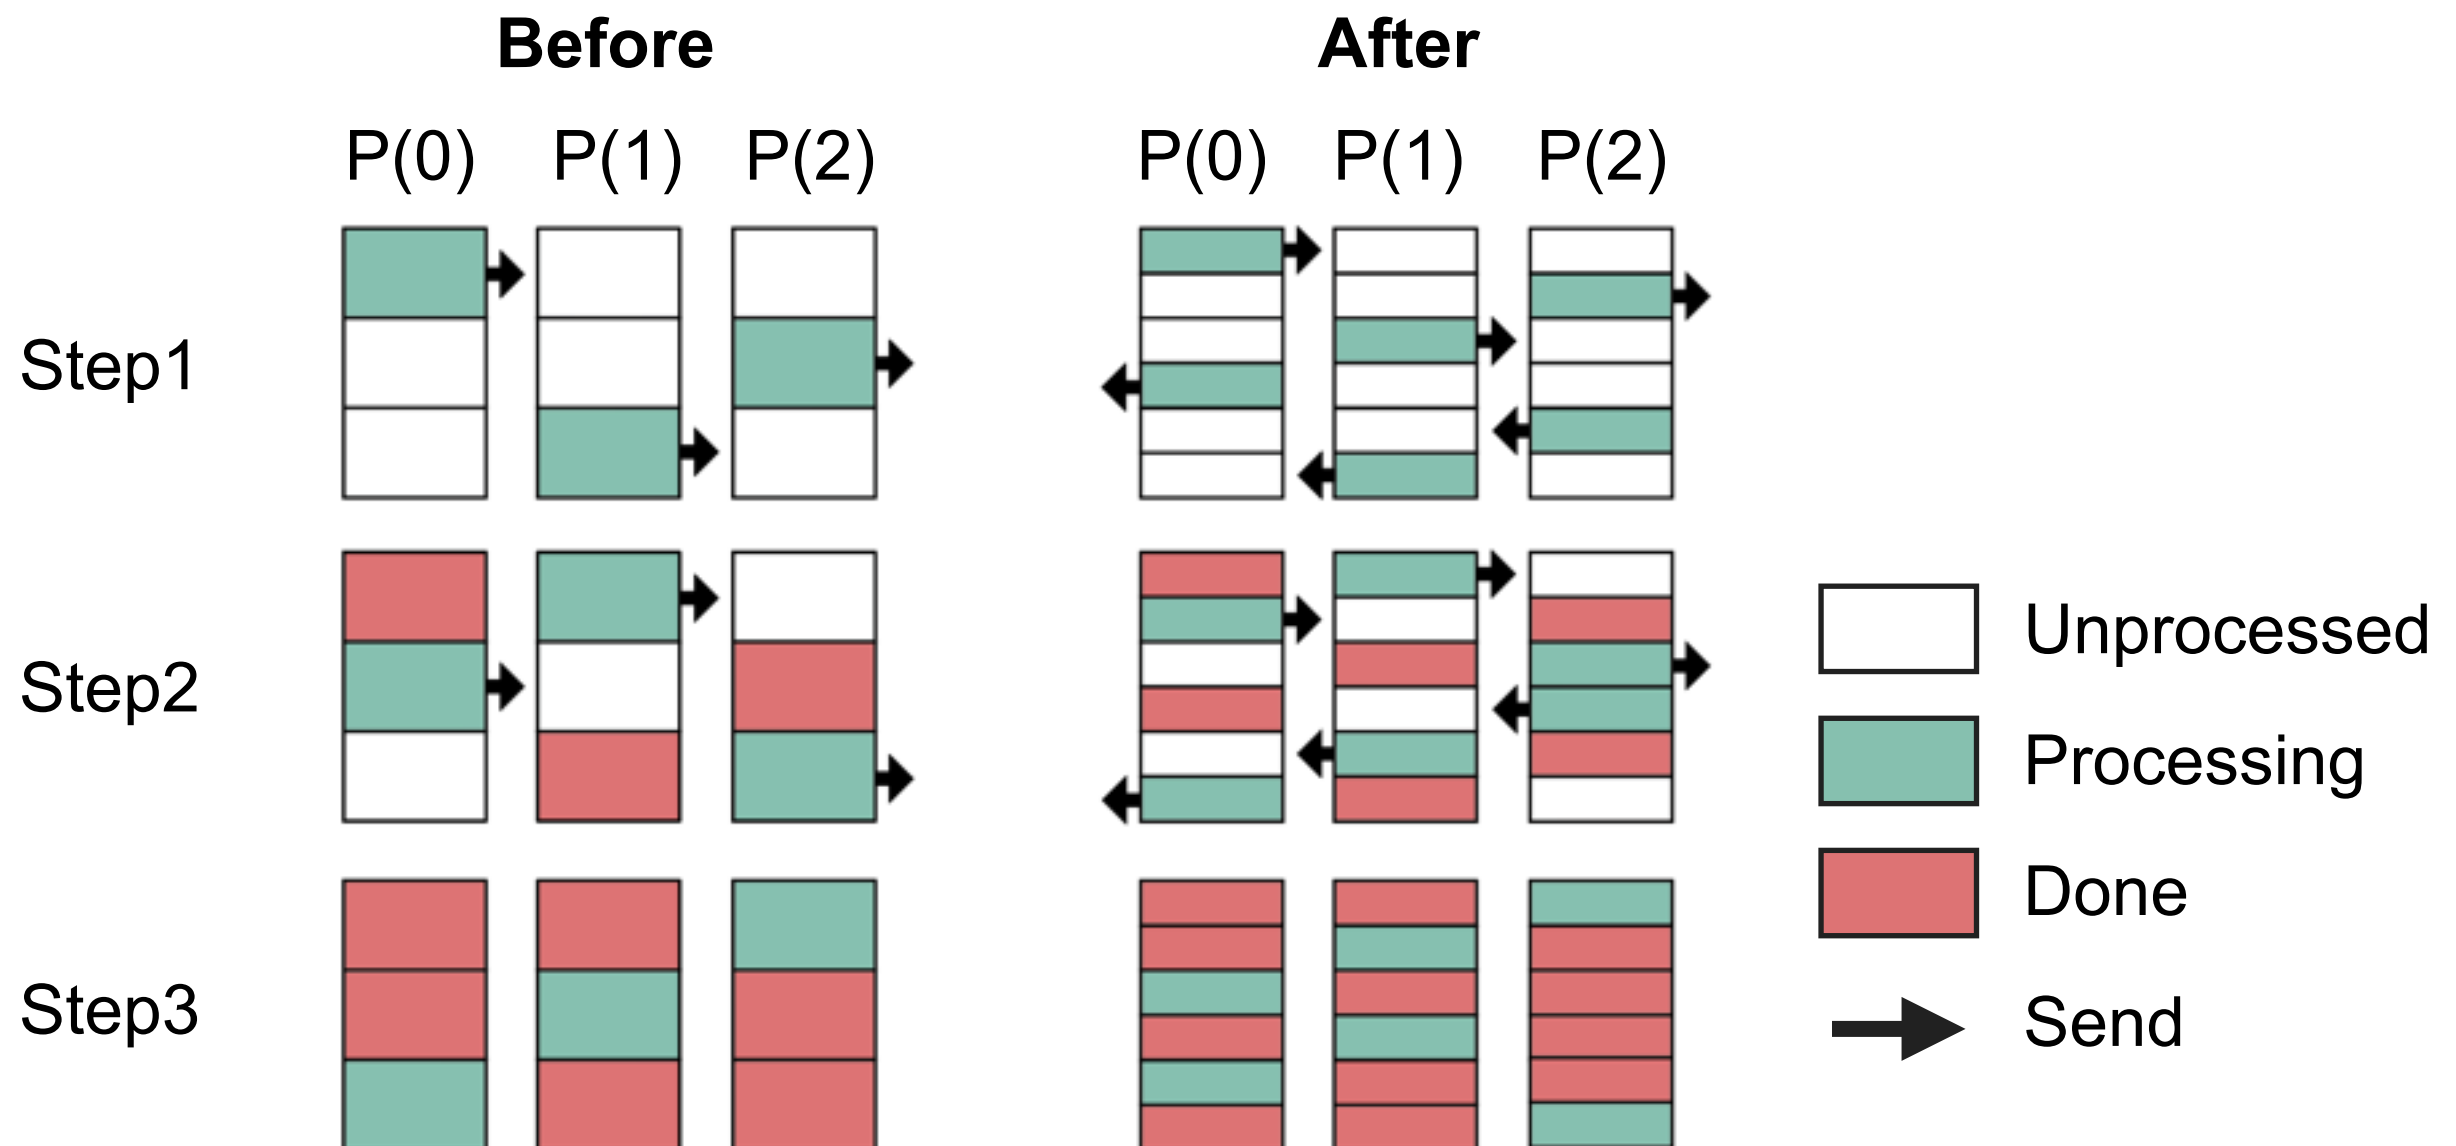 Before After
P(0) P(1) P(2) P(0) P(1) P(2)
Step1
Step2
Step3
Unprocessed
Processing
Done
Send